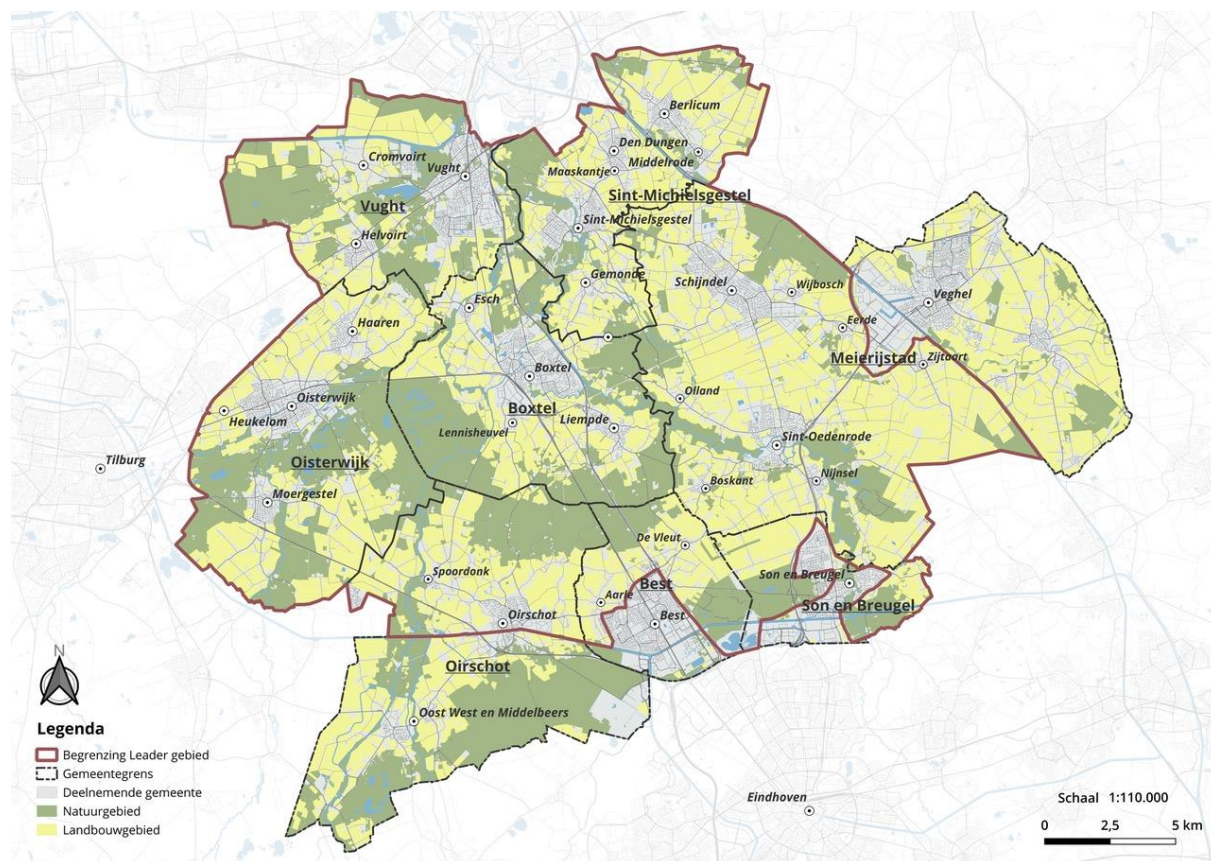 Berlicum
Den Dungen
Middelrode
Maaskantje
Cromvoirt
Vught
Vught
Sint-Michielsgestel
Sint-Michielsgestel
Helvoirt
Gemonde
Schijndel
Wijbosch
Veghel
Esch
Haaren
Eerde
Meierijstad
Zijtaart
Boxtel
Olland
Oisterwijk
Heukelom
Boxtel
Liempde
Lennisheuvel
Sint-Oedenrode
Tilburg
Oisterwijk
Nijnsel
Moergestel
Boskant
De Vleut
Spoordonk
Son en Breugel
Best
Aarle
Son en Breugel
Oirschot
Best
Oirschot
Oost West en Middelbeers
Eindhoven
N
Legenda
Begrenzing Leader gebied
Gemeentegrens
Deelnemende gemeente
Natuurgebied
Landbouwgebied
Schaal 1:110.000
0 2,5 5 km